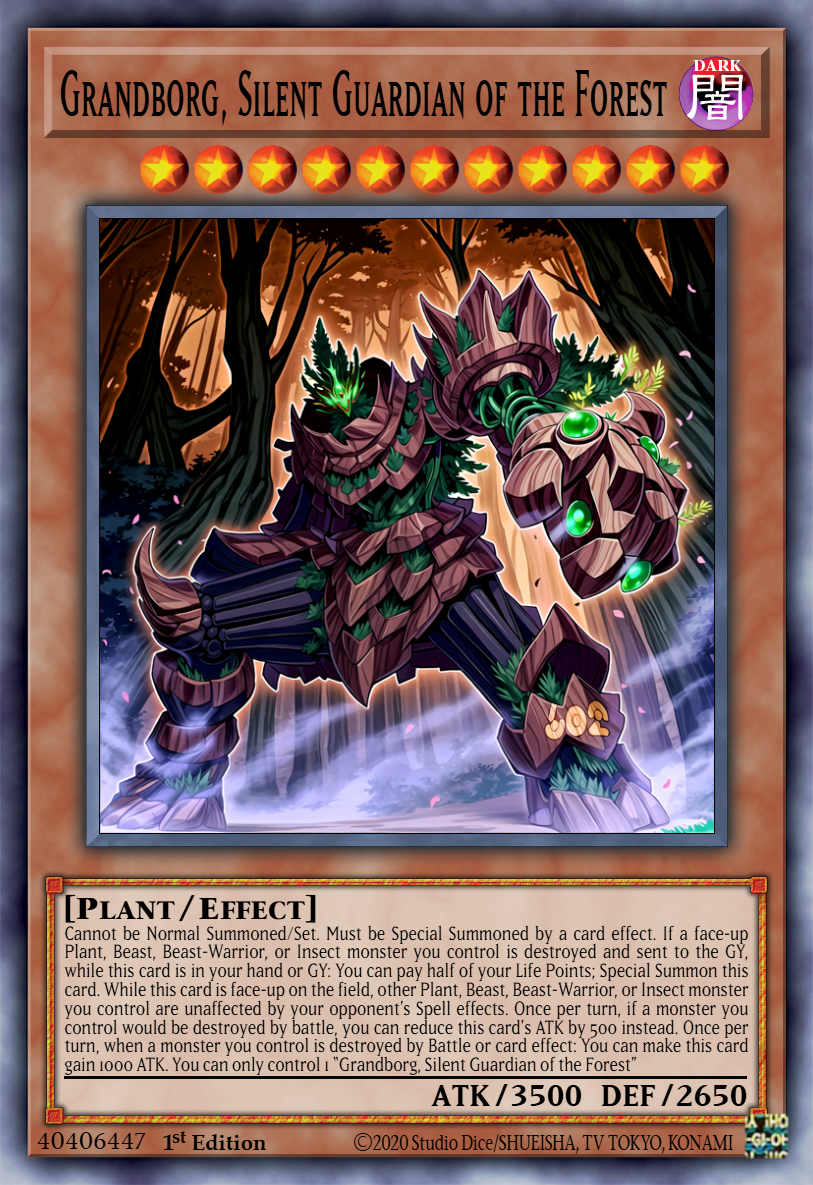 Grandborg, Silent Guardian of the Forest
DARK
闇
[Plant/Effect]
Cannot be Normal Summoned/Set. Must be Special Summoned by a card effect. If a face-up
Plant, Beast, Beast-Warrior, or Insect monster you control is destroyed and sent to the GY,
while this card is in your hand or GY: You can pay half of your Life Points; Special Summon this
card. While this card is face-up on the field, other Plant, Beast, Beast-Warrior, or Insect monster
you control are unaffected by your opponent's Spell effects. Once per turn, if a monster you
control would be destroyed by battle, you can reduce this card's ATK by 500 instead. Once per
turn, when a monster you control is destroyed by Battle or card effect: You can make this card
gain 1000 ATK. You can only control 1 "Grandborg, Silent Guardian of the Forest"
ATK/3500 DEF/2650
40406447 1st Edition ©2020 Studio Dice/SHUEISHA, TV TOKYO, KONAMI